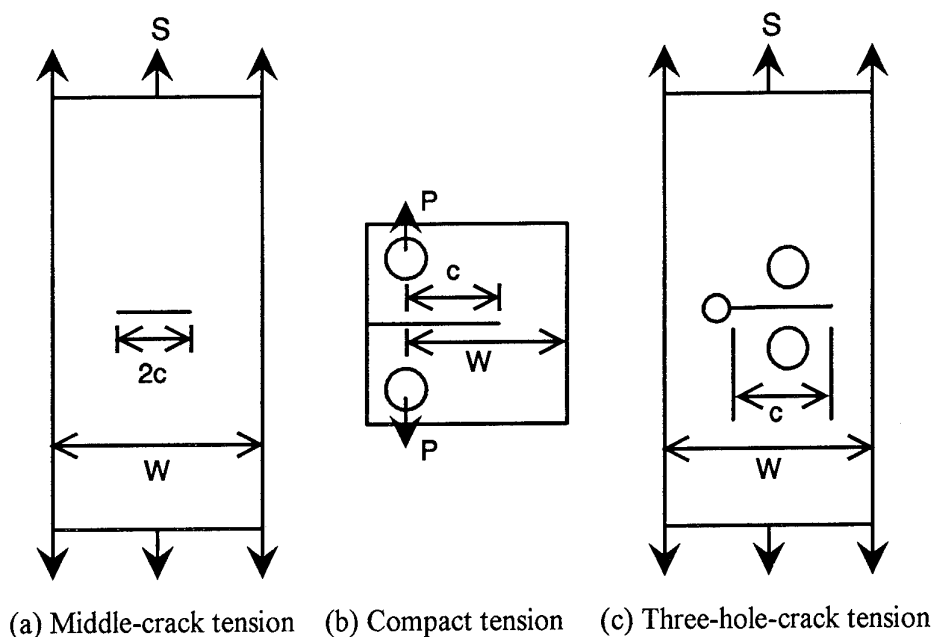 S
S
P
c
W
P
2c
W
c
W
(a) Middle-crack tension (b) Compact tension (c) Three-hole-crack tension